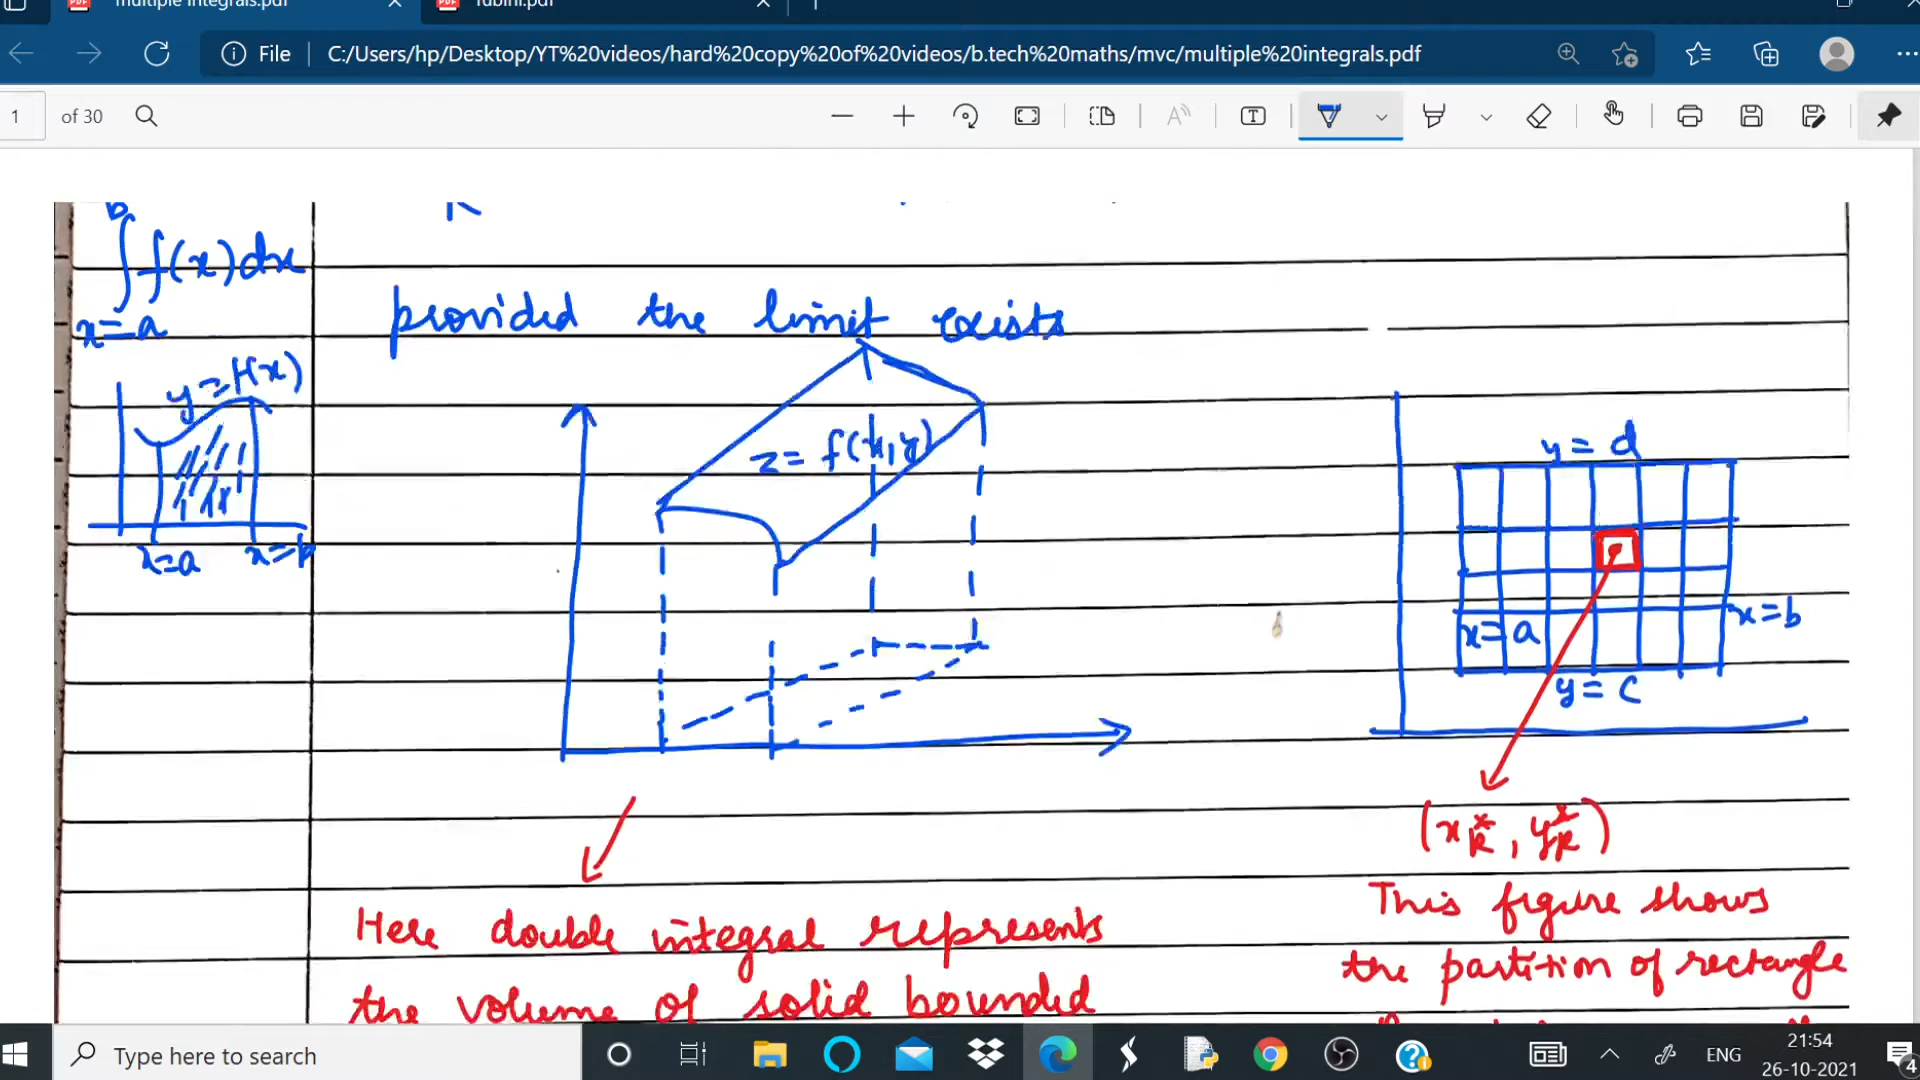 multiple integrals.pdf
fubini.pdf
File
C:/Users/hp/Desktop/YT%20videos/hard%20copy%20of%20videos/b.tech%20maths/mvc/multiple%20integrals.pdf
1 of 30
b
∫ f(x)dx
x=a
R
provided the limit exists
y=f(x)
x=a x=b
z= f(x,y)
y= d
x=a
x=b
y= c
(x*k, y*k)
Here double integral represents
the volume of solid bounded
This figure shows
the partition of rectangle
Type here to search
ENG
21:54
26-10-2021
4